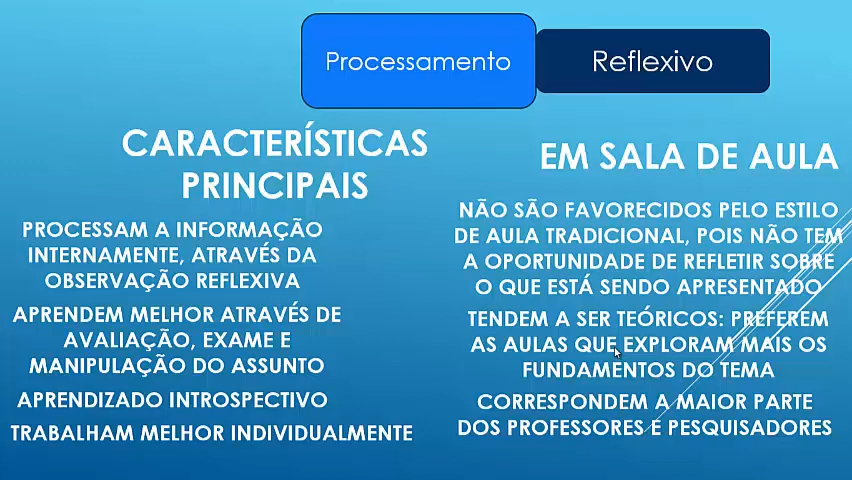 Processamento
Reflexivo
CARACTERÍSTICAS
PRINCIPAIS
PROCESSAM A INFORMAÇÃO
INTERNAMENTE, ATRAVÉS DA
OBSERVAÇÃO REFLEXIVA
APRENDEM MELHOR ATRAVÉS DE
AVALIAÇÃO, EXAME E
MANIPULAÇÃO DO ASSUNTO
APRENDIZADO INTROSPECTIVO
TRABALHAM MELHOR INDIVIDUALMENTE
EM SALA DE AULA
NÃO SÃO FAVORECIDOS PELO ESTILO
DE AULA TRADICIONAL, POIS NÃO TEM
A OPORTUNIDADE DE REFLETIR SOBRE
O QUE ESTÁ SENDO APRESENTADO
TENDEM A SER TEÓRICOS: PREFEREM
AS AULAS QUE EXPLORAM MAIS OS
FUNDAMENTOS DO TEMA
CORRESPONDEM A MAIOR PARTE
DOS PROFESSORES E PESQUISADORES